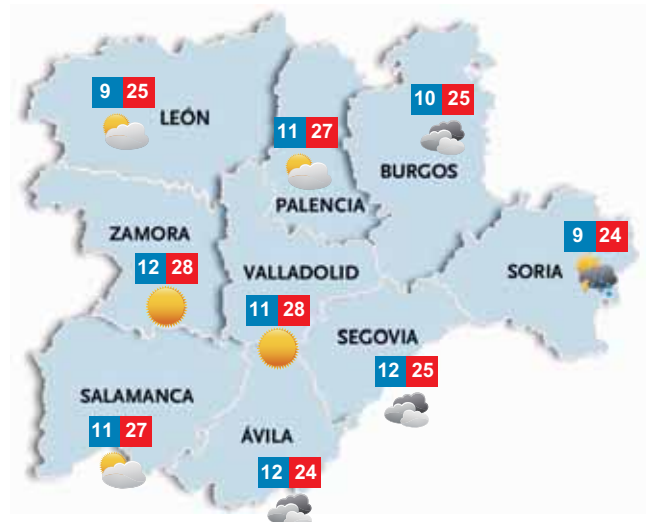 9 25
LEÓN
11 27
PALENCIA
10 25
BURGOS
ZAMORA
12 28
VALLADOLID
11 28
9 24
SORIA
SEGOVIA
12 25
SALAMANCA
11 27
ÁVILA
12 24